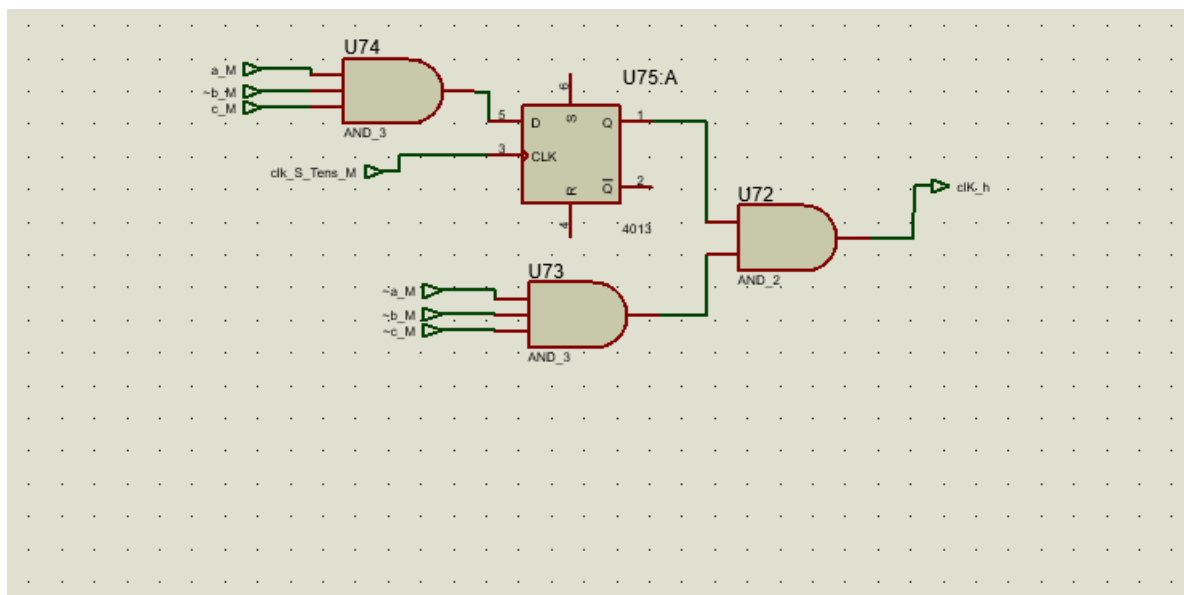 U74
a_M
~b_M
c_M
AND_3
clk_S_Tens_M
U75:A
6
5
D
S
Q
1
3
CLK
R
Q
2
4
4013
U72
AND_2
clK_h
U73
~a_M
~b_M
~c_M
AND_3